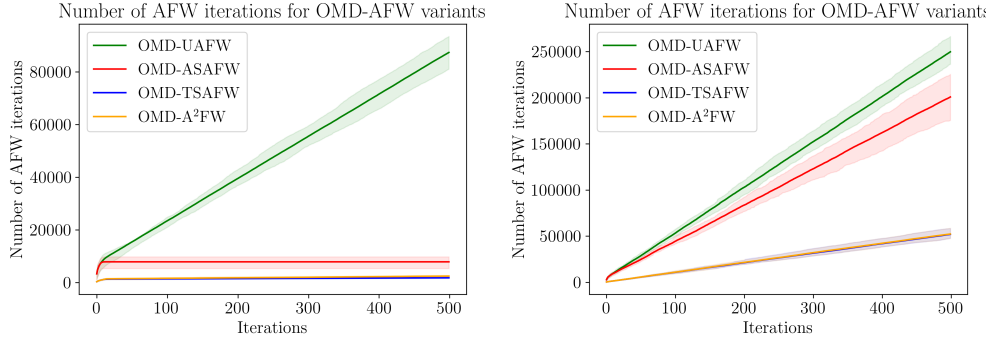 Number of AFW iterations for OMD-AFW variants
Number of AFW iterations
80000
60000
40000
20000
0
OMD-UAFW
OMD-ASAFW
OMD-TSAFW
OMD-A²FW
0 100 200 300 400 500
Iterations
Number of AFW iterations for OMD-AFW variants
Number of AFW iterations
250000
200000
150000
100000
50000
0
OMD-UAFW
OMD-ASAFW
OMD-TSAFW
OMD-A²FW
0 100 200 300 400 500
Iterations